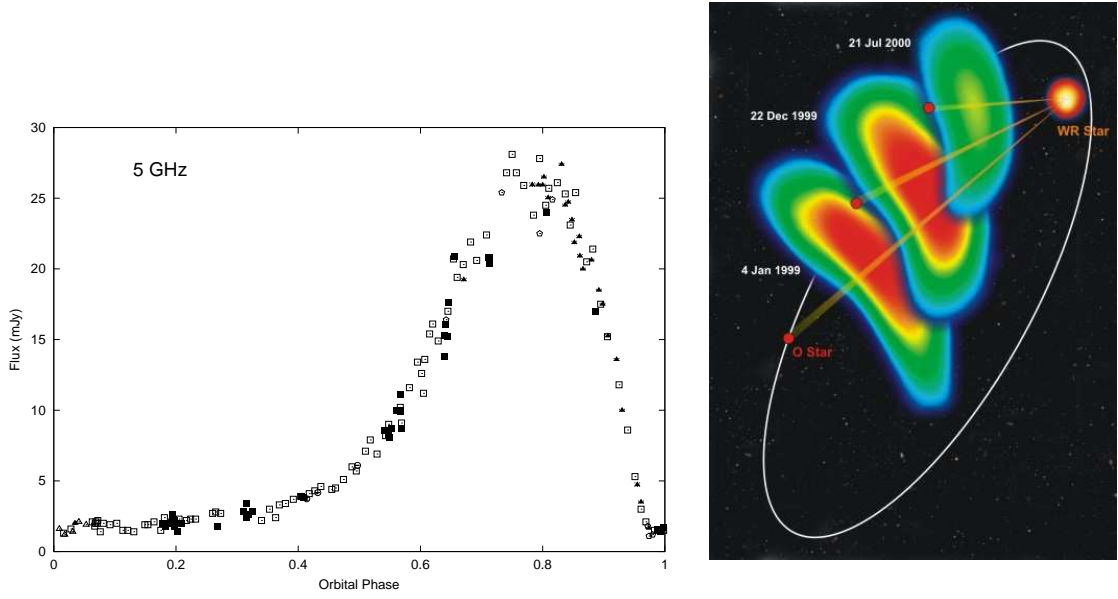 5 GHz
30
25
20
15
10
5
0
Flux (mJy)
0 0.2 0.4 0.6 0.8 1
Orbital Phase
21 Jul 2000
22 Dec 1999
WR Star
4 Jan 1999
O Star